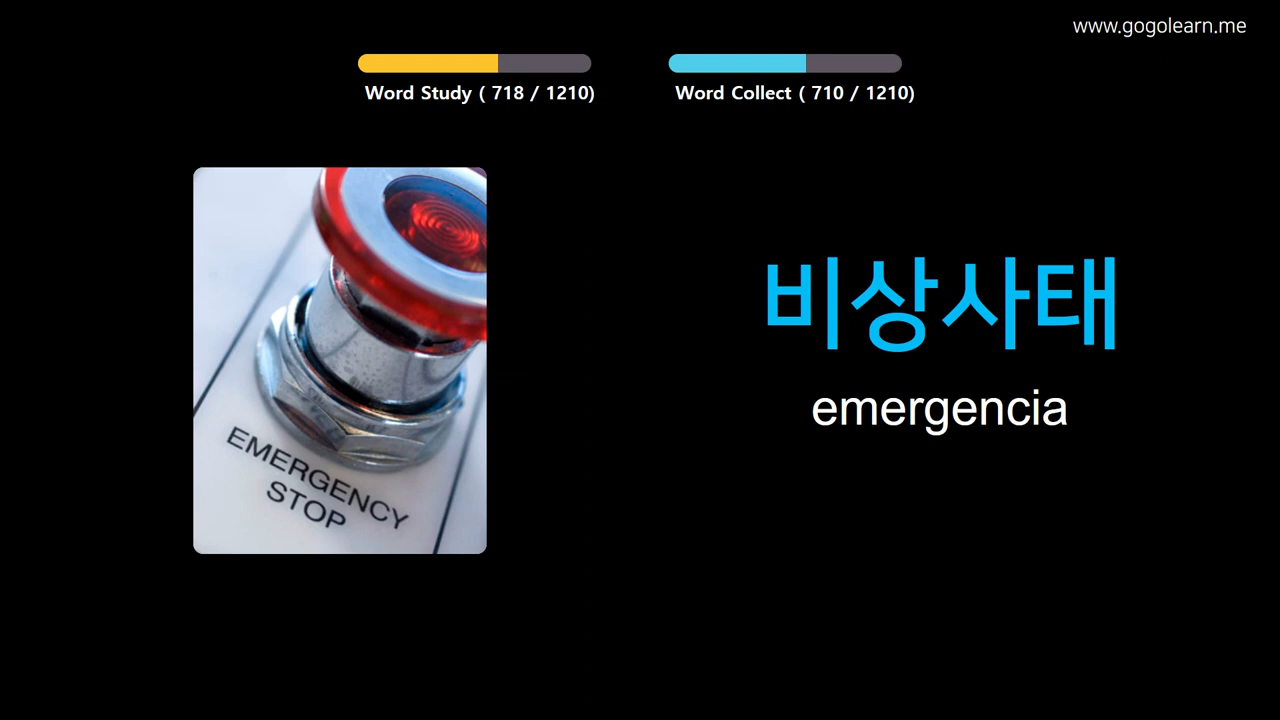 www.gogolearn.me
Word Study ( 718 / 1210)
Word Collect ( 710 / 1210)
EMERGENCY
STOP
비상사태
emergencia